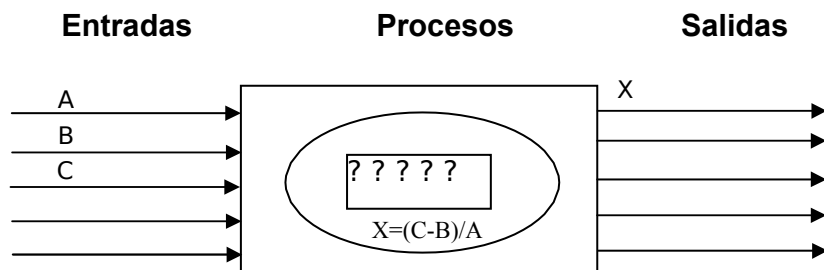 Entradas Procesos Salidas
A
B
C
? ? ? ? ?
X=(C-B)/A
X